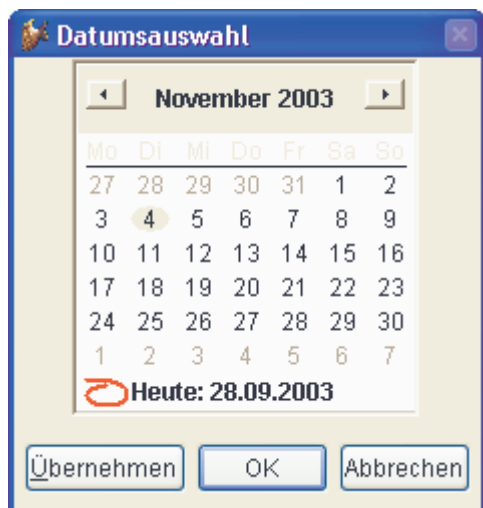 Datumsauswahl
November 2003
Mo Di Mi Do Fr Sa So
27 28 29 30 31 1 2
3 4 5 6 7 8 9
10 11 12 13 14 15 16
17 18 19 20 21 22 23
24 25 26 27 28 29 30
1 2 3 4 5 6 7
Heute: 28.09.2003
Übernehmen OK Abbrechen